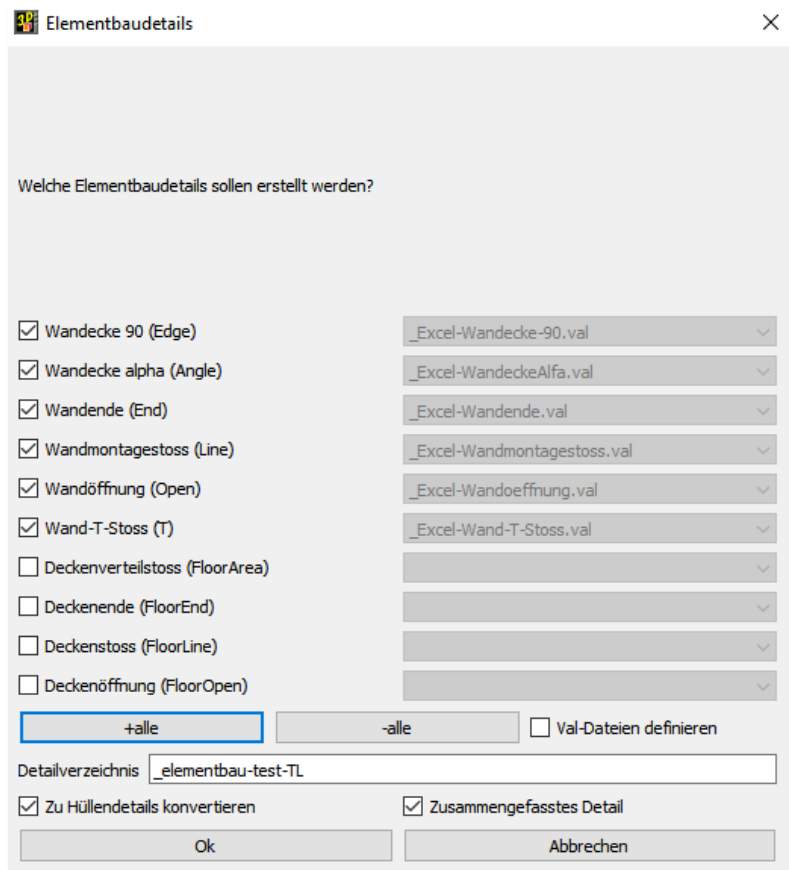 Elementbaudetails
Welche Elementbaudetails sollen erstellt werden?
Wandecke 90 (Edge) _Excel-Wandecke-90.val
Wandecke alpha (Angle) _Excel-WandeckeAlfa.val
Wandende (End) _Excel-Wandende.val
Wandmontagestoss (Line) _Excel-Wandmontagestoss.val
Wandöffnung (Open) _Excel-Wandoeffnung.val
Wand-T-Stoss (T) _Excel-Wand-T-Stoss.val
Deckenverteilstoss (FloorArea)
Deckenende (FloorEnd)
Deckenstoss (FloorLine)
Deckenöffnung (FloorOpen)
+alle -alle Val-Dateien definieren
Detailverzeichnis _elementbau-test-TL
Zu Hüllendetails konvertieren Zusammengefasstes Detail
Ok Abbrechen